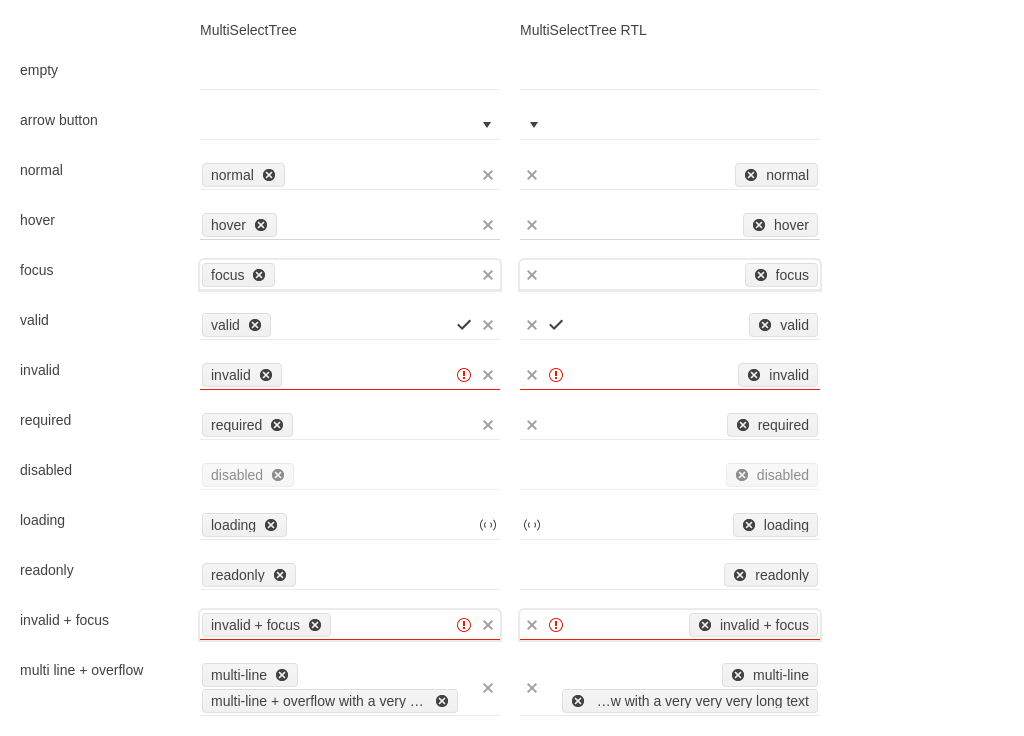 MultiSelectTree MultiSelectTree RTL
empty
arrow button
normal normal normal
hover hover hover
focus focus focus
valid valid valid
invalid invalid invalid
required required required
disabled disabled disabled
loading loading loading
readonly readonly readonly
invalid + focus invalid + focus invalid + focus
multi line + overflow multi-line multi-line
multi-line + overflow with a very … …w with a very very very long text